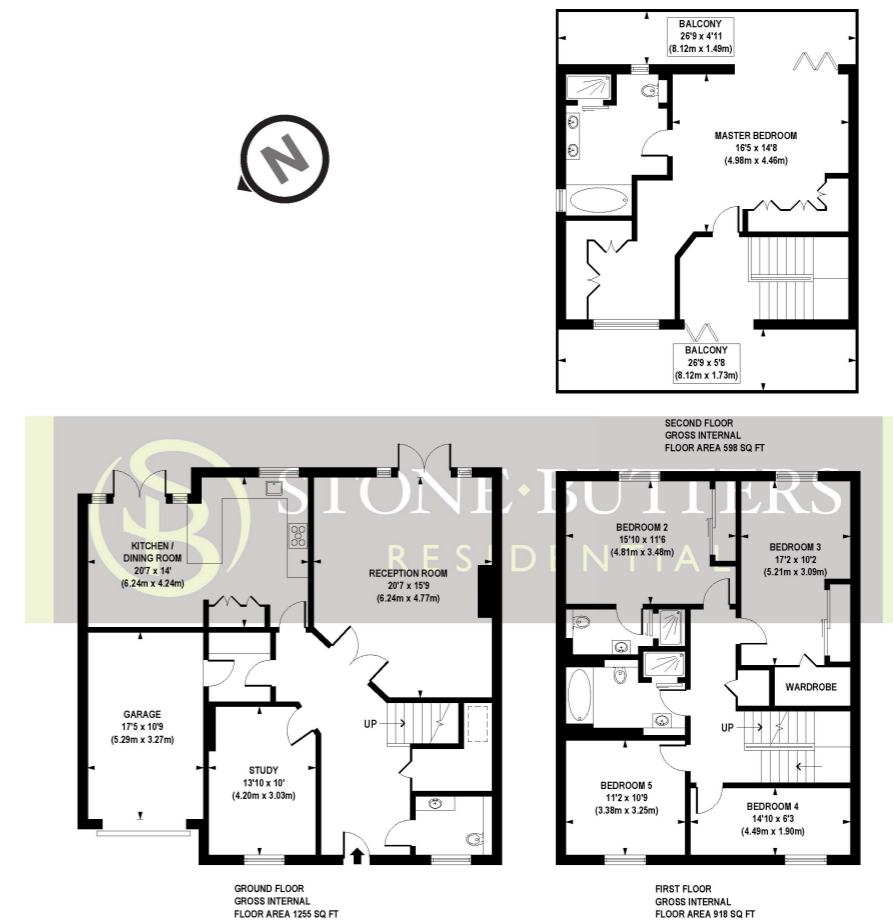 BALCONY
26'9 x 4'11
(8.12m x 1.49m)
N
MASTER BEDROOM
16'5 x 14'8
(4.98m x 4.46m)
BALCONY
26'9 x 5'8
(8.12m x 1.73m)
SECOND FLOOR
GROSS INTERNAL
FLOOR AREA 598 SQ FT
SB
STONE·BUTTERS
RESIDENTIAL
KITCHEN /
DINING ROOM
20'7 x 14'
(6.24m x 4.24m)
RECEPTION ROOM
20'7 x 15'9
(6.24m x 4.77m)
GARAGE
17'5 x 10'9
(5.29m x 3.27m)
STUDY
13'10 x 10'
(4.20m x 3.03m)
UP
GROUND FLOOR
GROSS INTERNAL
FLOOR AREA 1255 SQ FT
BEDROOM 2
15'10 x 11'6
(4.81m x 3.48m)
BEDROOM 3
17'2 x 10'2
(5.21m x 3.09m)
WARDROBE
UP
BEDROOM 5
11'2 x 10'9
(3.38m x 3.25m)
BEDROOM 4
14'10 x 6'3
(4.49m x 1.90m)
FIRST FLOOR
GROSS INTERNAL
FLOOR AREA 918 SQ FT